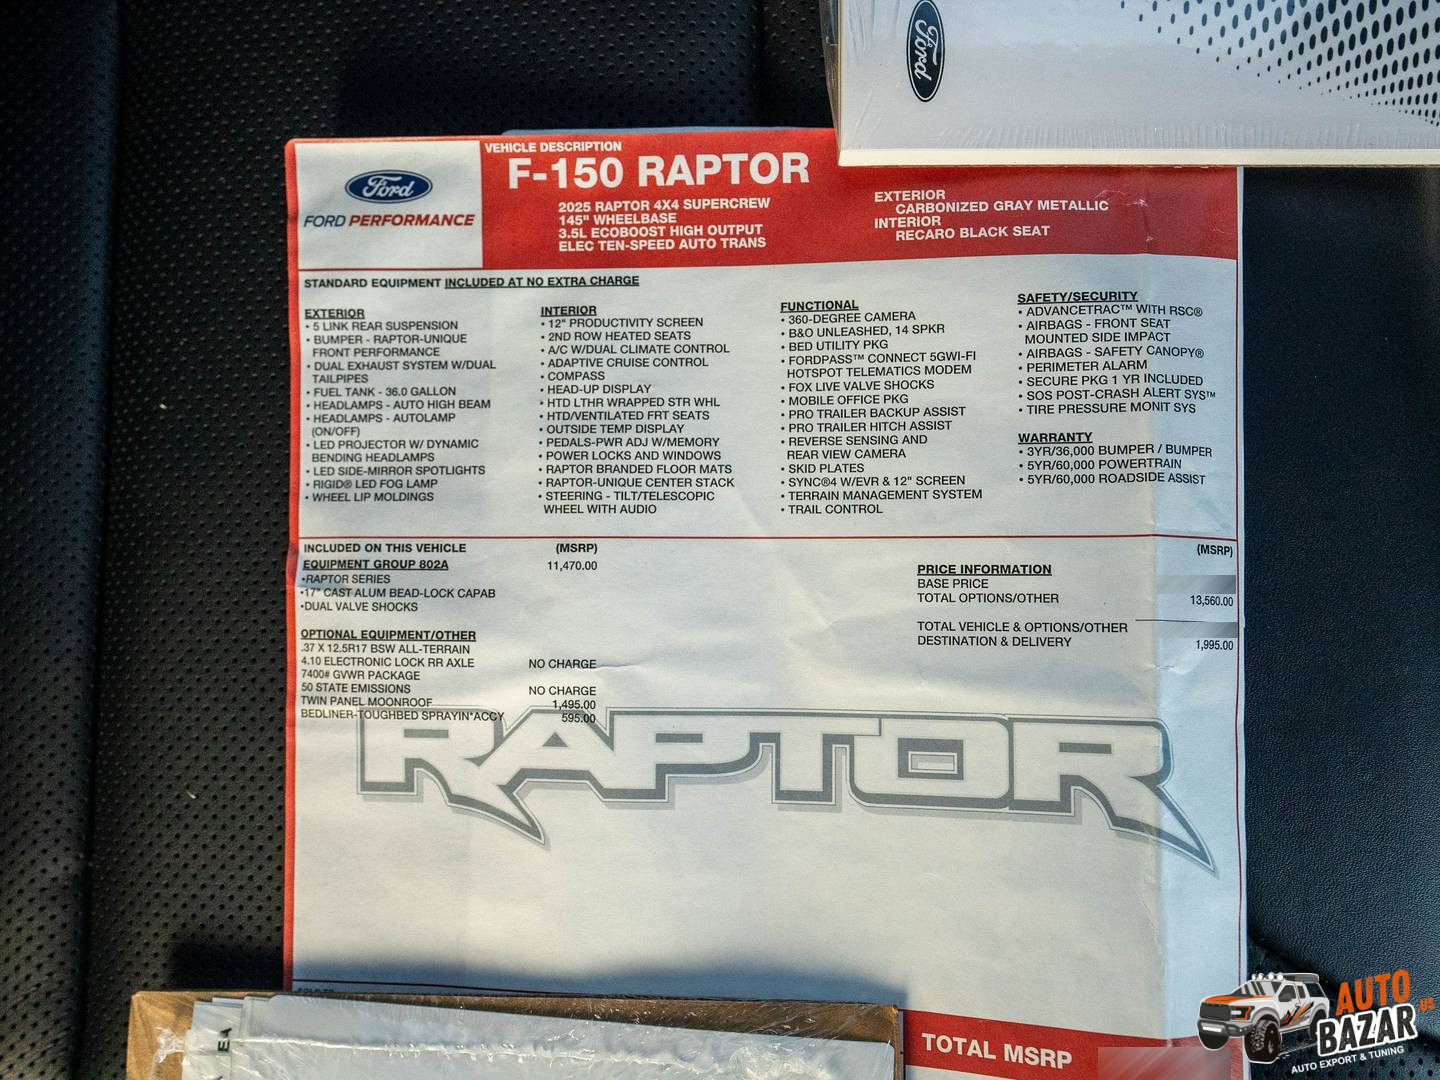 Ford
VEHICLE DESCRIPTION
F-150 RAPTOR
Ford
FORD PERFORMANCE
2025 RAPTOR 4X4 SUPERCREW
145" WHEELBASE
3.5L ECOBOOST HIGH OUTPUT
ELEC TEN-SPEED AUTO TRANS
EXTERIOR
CARBONIZED GRAY METALLIC
INTERIOR
RECARO BLACK SEAT
STANDARD EQUIPMENT INCLUDED AT NO EXTRA CHARGE
EXTERIOR
• 5 LINK REAR SUSPENSION
• BUMPER - RAPTOR-UNIQUE
FRONT PERFORMANCE
• DUAL EXHAUST SYSTEM W/DUAL
TAILPIPES
• FUEL TANK - 36.0 GALLON
• HEADLAMPS - AUTO HIGH BEAM
• HEADLAMPS - AUTOLAMP
(ON/OFF)
• LED PROJECTOR W/ DYNAMIC
BENDING HEADLAMPS
• LED SIDE-MIRROR SPOTLIGHTS
• RIGID® LED FOG LAMP
• WHEEL LIP MOLDINGS
INTERIOR
• 12" PRODUCTIVITY SCREEN
• 2ND ROW HEATED SEATS
• A/C W/DUAL CLIMATE CONTROL
• ADAPTIVE CRUISE CONTROL
• COMPASS
• HEAD-UP DISPLAY
• HTD LTHR WRAPPED STR WHL
• HTD/VENTILATED FRT SEATS
• OUTSIDE TEMP DISPLAY
• PEDALS-PWR ADJ W/MEMORY
• POWER LOCKS AND WINDOWS
• RAPTOR BRANDED FLOOR MATS
• RAPTOR-UNIQUE CENTER STACK
• STEERING - TILT/TELESCOPIC
WHEEL WITH AUDIO
FUNCTIONAL
• 360-DEGREE CAMERA
• B&O UNLEASHED, 14 SPKR
• BED UTILITY PKG
• FORDPASS™ CONNECT 5GWI-FI
HOTSPOT TELEMATICS MODEM
• FOX LIVE VALVE SHOCKS
• MOBILE OFFICE PKG
• PRO TRAILER BACKUP ASSIST
• PRO TRAILER HITCH ASSIST
• REVERSE SENSING AND
REAR VIEW CAMERA
• SKID PLATES
• SYNC®4 W/EVR & 12" SCREEN
• TERRAIN MANAGEMENT SYSTEM
• TRAIL CONTROL
SAFETY/SECURITY
• ADVANCETRAC™ WITH RSC®
• AIRBAGS - FRONT SEAT
MOUNTED SIDE IMPACT
• AIRBAGS - SAFETY CANOPY®
• PERIMETER ALARM
• SECURE PKG 1 YR INCLUDED
• SOS POST-CRASH ALERT SYS™
• TIRE PRESSURE MONIT SYS
WARRANTY
• 3YR/36,000 BUMPER / BUMPER
• 5YR/60,000 POWERTRAIN
• 5YR/60,000 ROADSIDE ASSIST
INCLUDED ON THIS VEHICLE (MSRP)
EQUIPMENT GROUP 802A 11,470.00
•RAPTOR SERIES
•17" CAST ALUM BEAD-LOCK CAPAB
•DUAL VALVE SHOCKS
OPTIONAL EQUIPMENT/OTHER
.37 X 12.5R17 BSW ALL-TERRAIN
4.10 ELECTRONIC LOCK RR AXLE NO CHARGE
7400# GVWR PACKAGE
50 STATE EMISSIONS NO CHARGE
TWIN PANEL MOONROOF 1,495.00
BEDLINER-TOUGHBED SPRAYIN*ACCY 595.00
(MSRP)
PRICE INFORMATION
BASE PRICE
TOTAL OPTIONS/OTHER 13,560.00
TOTAL VEHICLE & OPTIONS/OTHER
DESTINATION & DELIVERY 1,995.00
RAPTOR
TOTAL MSRP
AUTO
BAZAR
US
AUTO EXPORT & TUNING